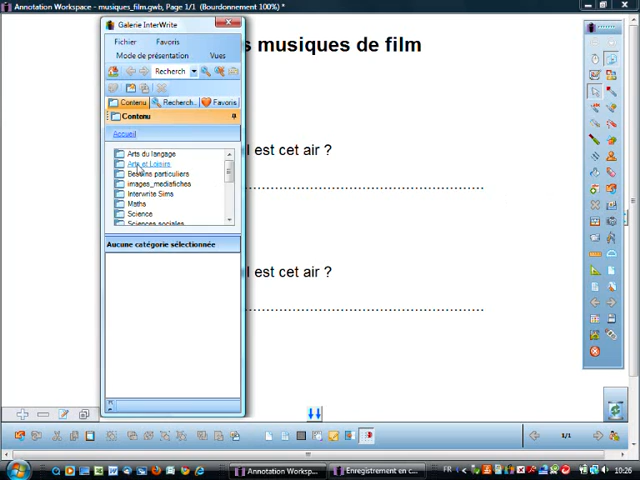 Annotation Workspace - musiques_film.gwb, Page 1/1 (Bourdonnement 100%) *
Galerie InterWrite
Fichier Favoris
Mode de présentation Vues
Recherch
Contenu Recherch... Favoris
Contenu
Accueil
Arts du langage
Arts et Loisirs
Besoins particuliers
images_mediafiches
Interwrite Sims
Maths
Science
Sciences sociales
Aucune catégorie sélectionnée
s musiques de film
l est cet air ?
l est cet air ?
1/1
Annotation Worksp...
Enregistrement en c...
FR
10:26